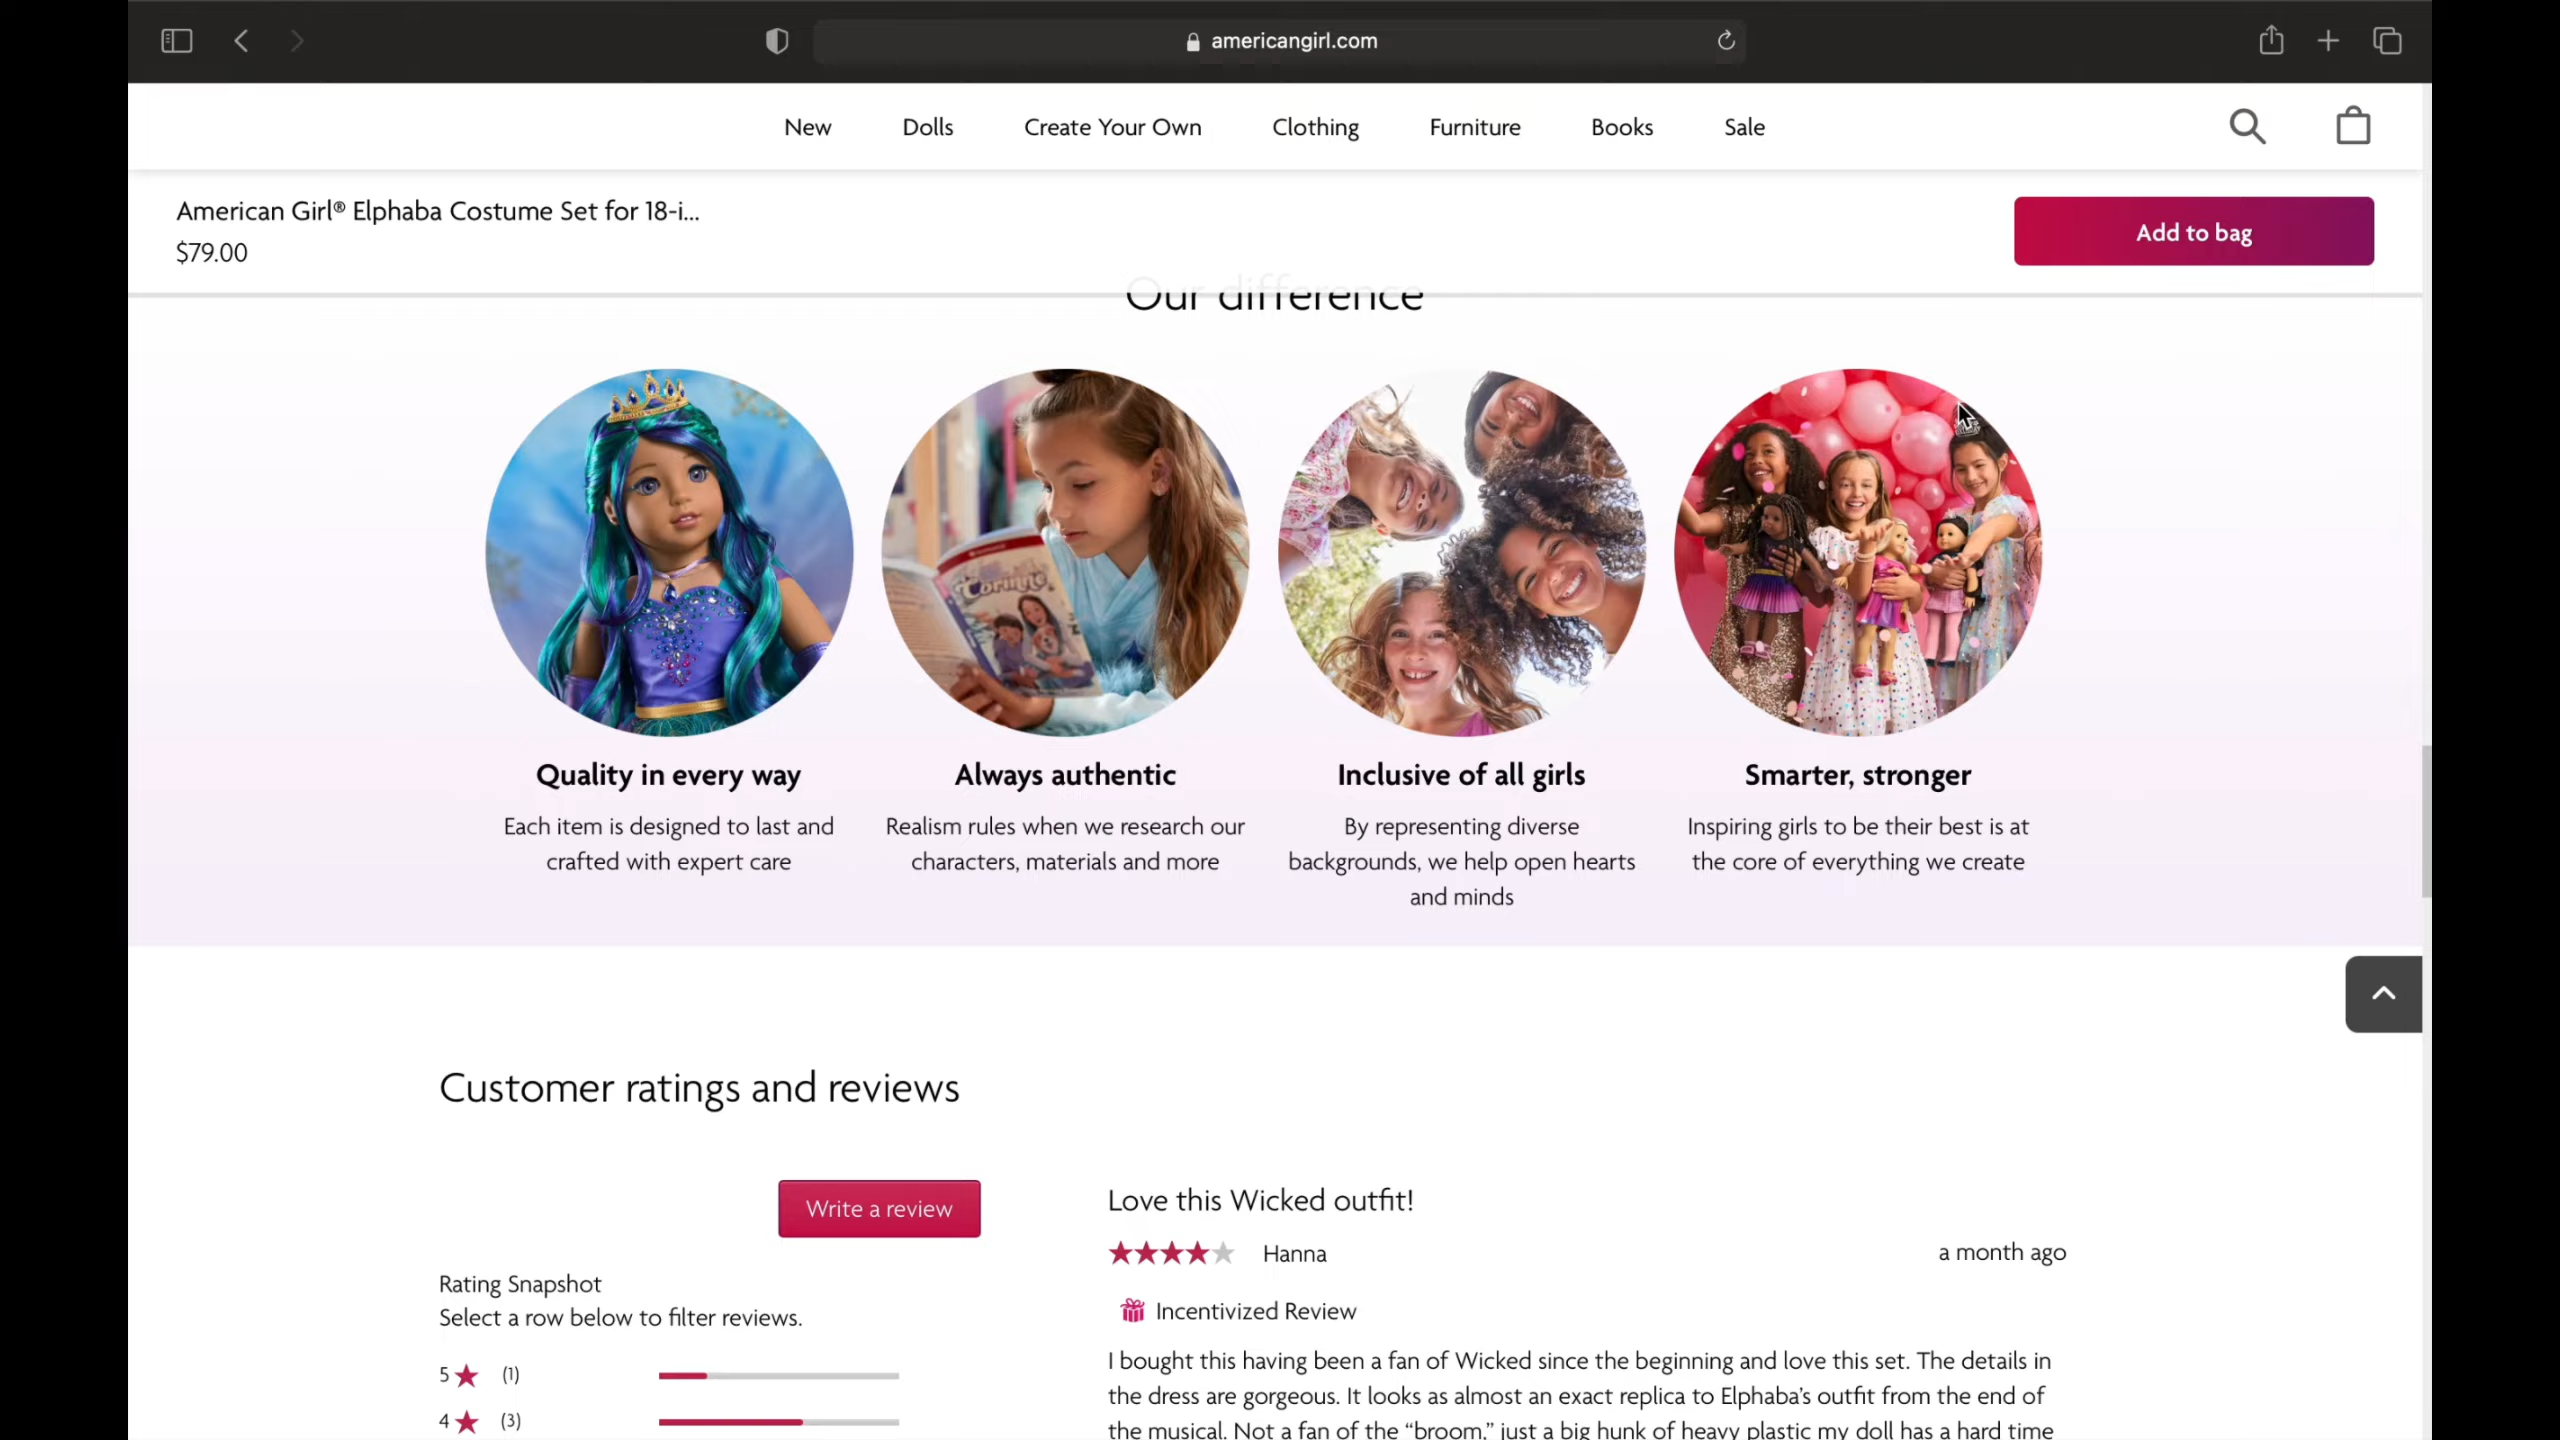 americangirl.com
New Dolls Create Your Own Clothing Furniture Books Sale
American Girl® Elphaba Costume Set for 18-i...
$79.00
Add to bag
Our difference
Corinne
Quality in every way
Each item is designed to last and
crafted with expert care
Always authentic
Realism rules when we research our
characters, materials and more
Inclusive of all girls
By representing diverse
backgrounds, we help open hearts
and minds
Smarter, stronger
Inspiring girls to be their best is at
the core of everything we create
Customer ratings and reviews
Write a review
Rating Snapshot
Select a row below to filter reviews.
5 ★ (1)
4 ★ (3)
Love this Wicked outfit!
Hanna
a month ago
Incentivized Review
I bought this having been a fan of Wicked since the beginning and love this set. The details in
the dress are gorgeous. It looks as almost an exact replica to Elphaba's outfit from the end of
the musical. Not a fan of the “broom,” just a big hunk of heavy plastic my doll has a hard time